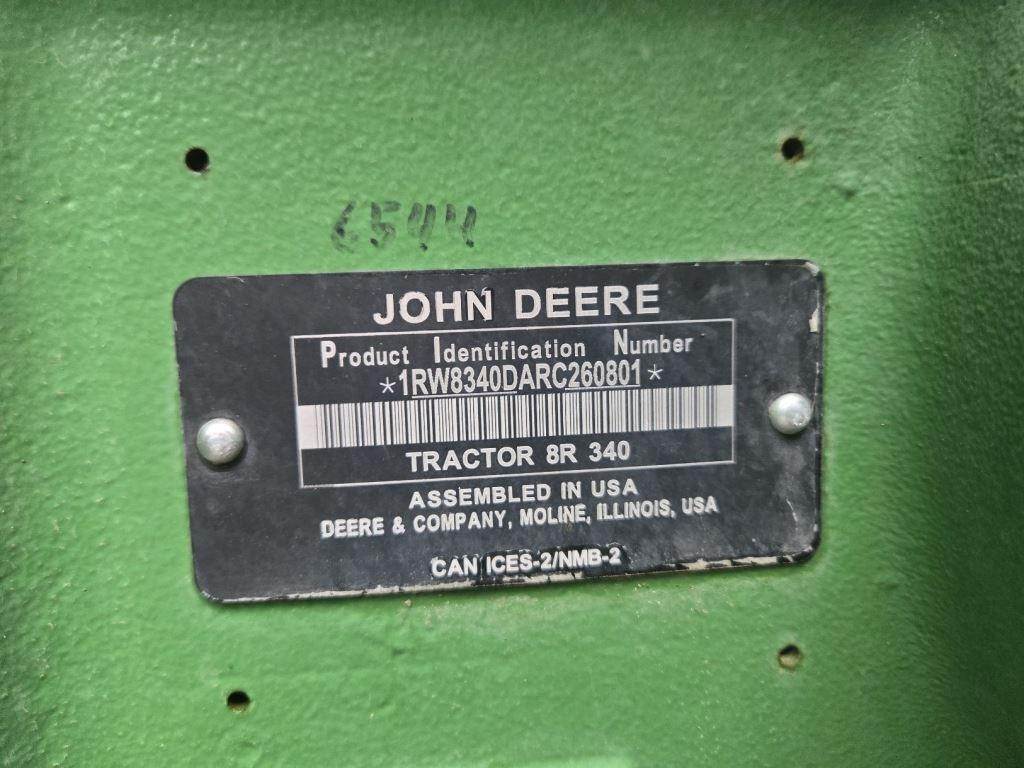 6544
JOHN DEERE
Product Identification Number
*1RW8340DARC260801*
TRACTOR 8R 340
ASSEMBLED IN USA
DEERE & COMPANY, MOLINE, ILLINOIS, USA
CAN ICES-2/NMB-2